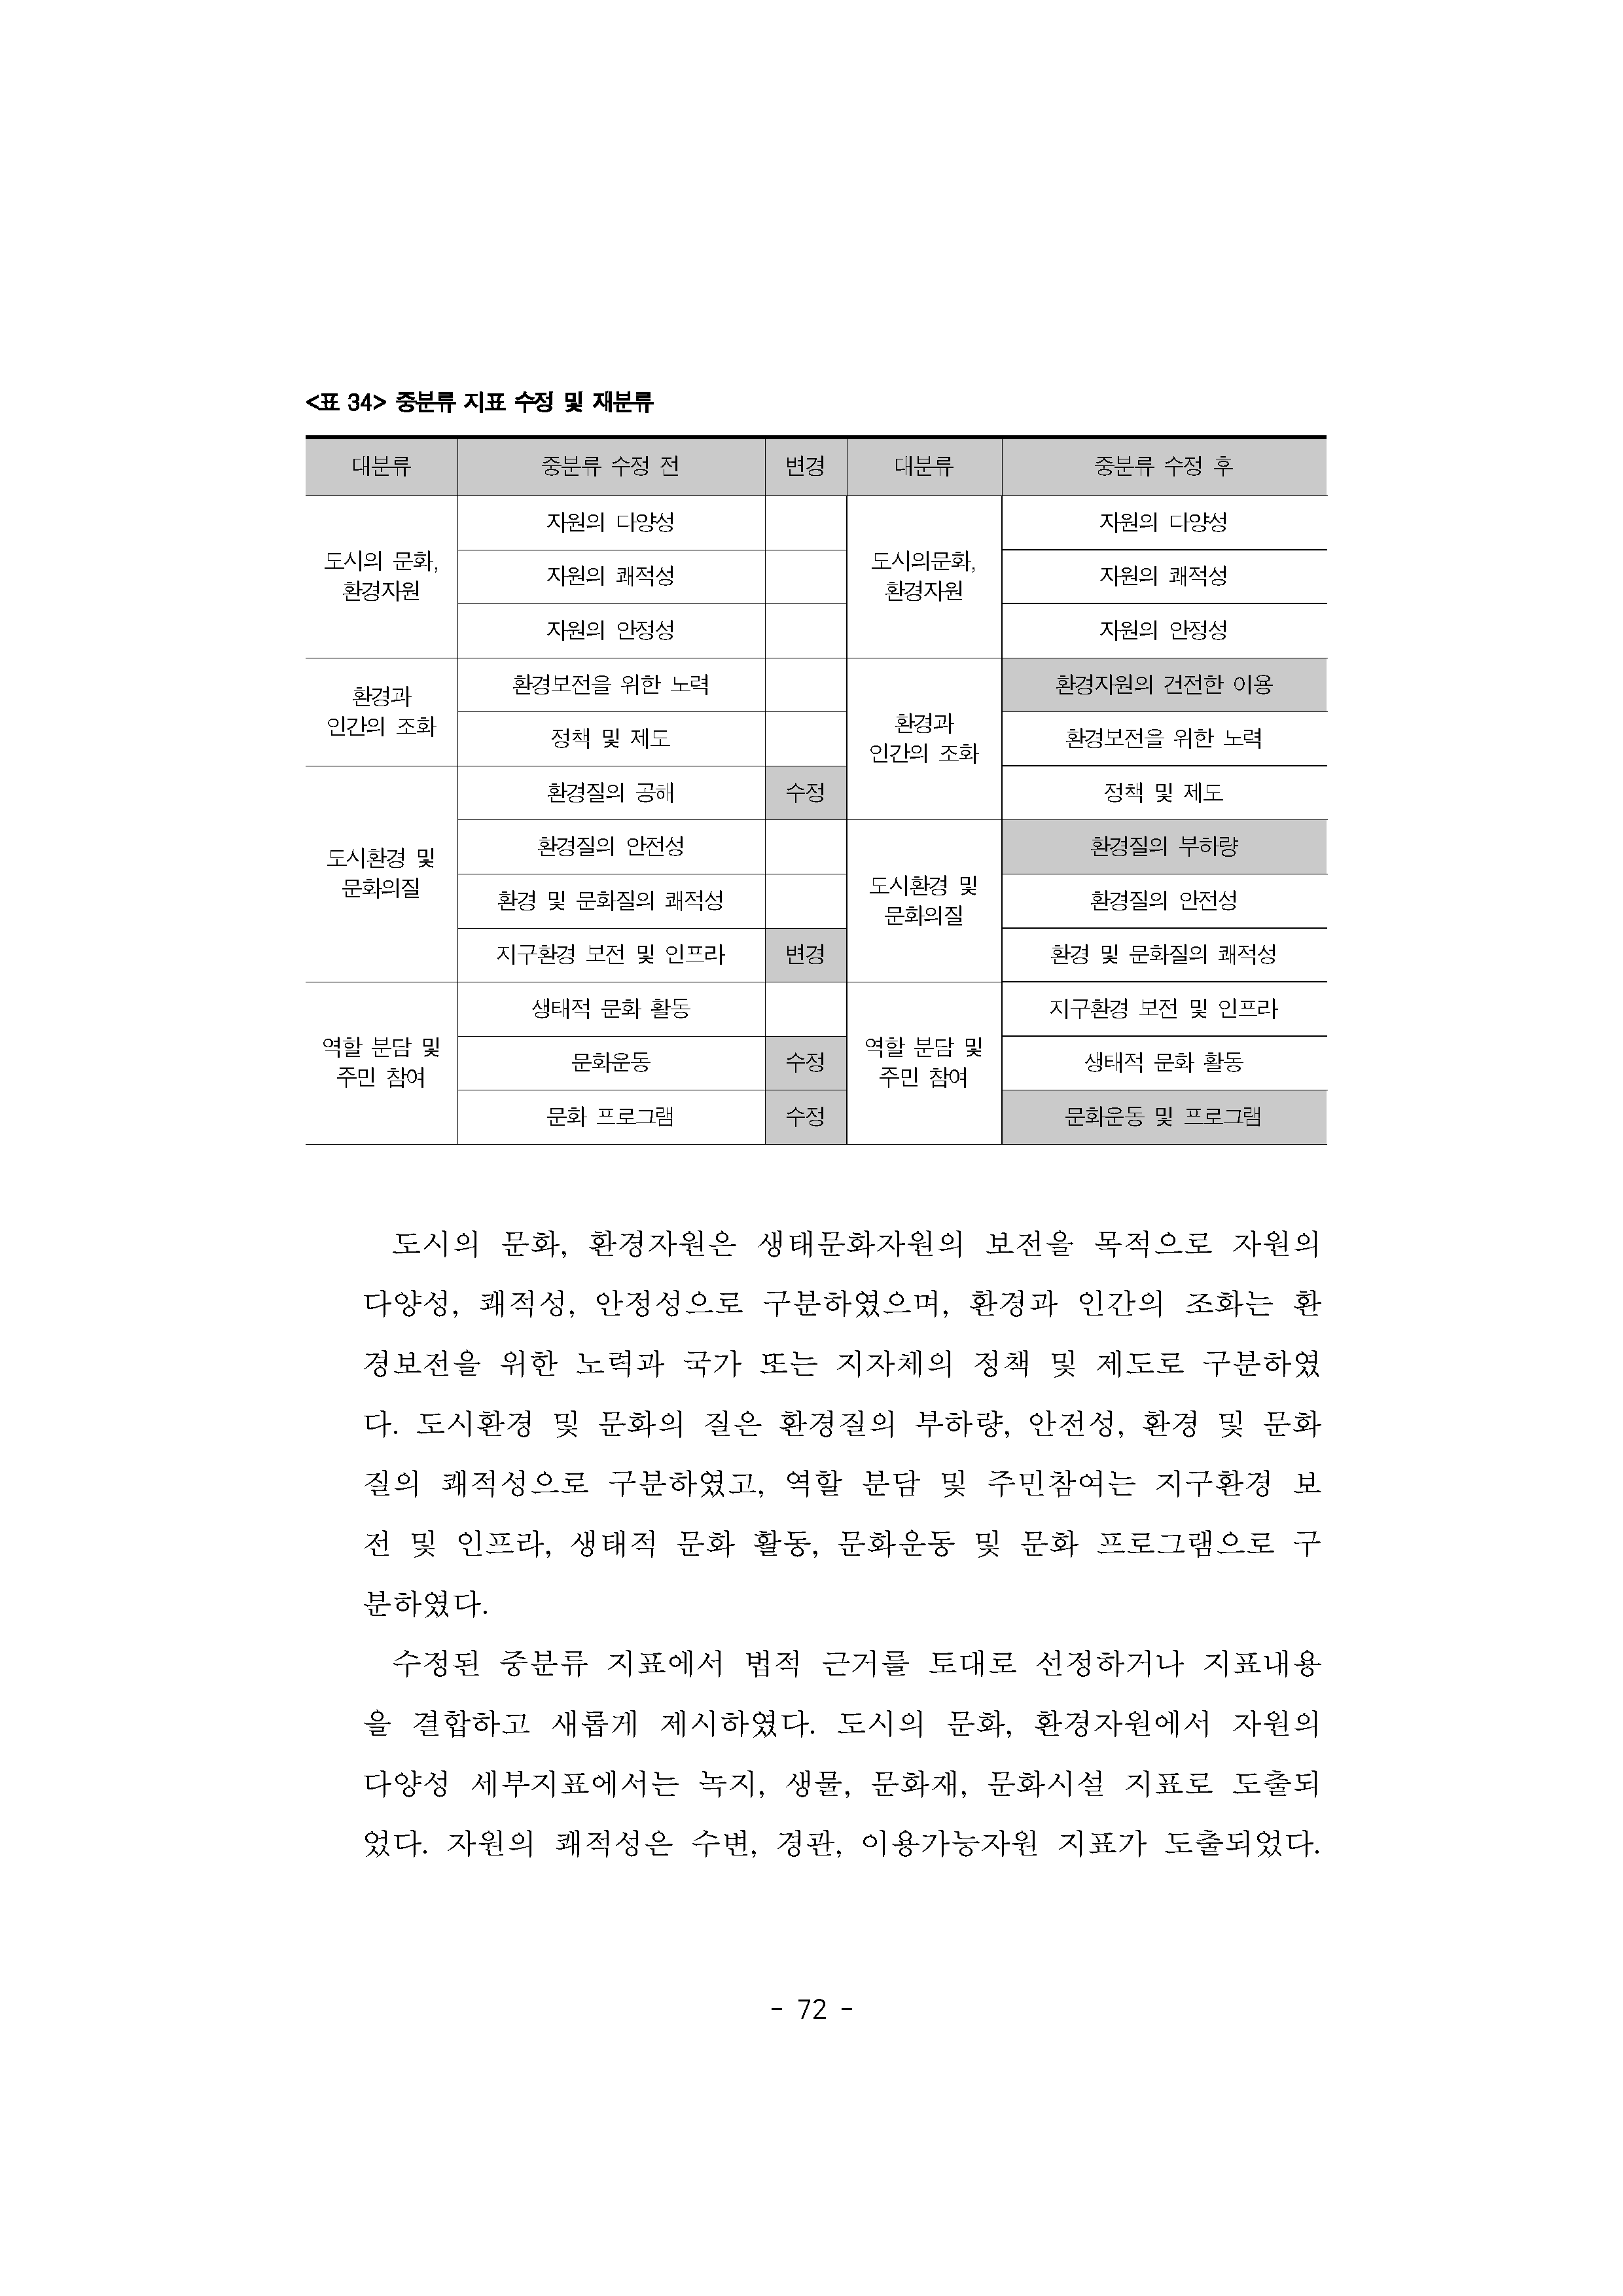 <표 34> 중분류 지표 수정 및 재분류
대분류 중분류 수정 전 변경 대분류 중분류 수정 후
도시의 문화,
환경자원
자원의 다양성
자원의 쾌적성
자원의 안정성
도시의문화,
환경자원
자원의 다양성
자원의 쾌적성
자원의 안정성
환경과
인간의 조화
환경보전을 위한 노력
정책 및 제도
환경과
인간의 조화
환경자원의 건전한 이용
환경보전을 위한 노력
정책 및 제도
도시환경 및
문화의질
환경질의 공해 수정
환경질의 안전성
환경 및 문화질의 쾌적성
지구환경 보전 및 인프라 변경
도시환경 및
문화의질
환경질의 부하량
환경질의 안전성
환경 및 문화질의 쾌적성
역할 분담 및
주민 참여
생태적 문화 활동
문화운동 수정
문화 프로그램 수정
역할 분담 및
주민 참여
지구환경 보전 및 인프라
생태적 문화 활동
문화운동 및 프로그램
도시의 문화, 환경자원은 생태문화자원의 보전을 목적으로 자원의
다양성, 쾌적성, 안정성으로 구분하였으며, 환경과 인간의 조화는 환
경보전을 위한 노력과 국가 또는 지자체의 정책 및 제도로 구분하였
다. 도시환경 및 문화의 질은 환경질의 부하량, 안전성, 환경 및 문화
질의 쾌적성으로 구분하였고, 역할 분담 및 주민참여는 지구환경 보
전 및 인프라, 생태적 문화 활동, 문화운동 및 문화 프로그램으로 구
분하였다.
수정된 중분류 지표에서 법적 근거를 토대로 선정하거나 지표내용
을 결합하고 새롭게 제시하였다. 도시의 문화, 환경자원에서 자원의
다양성 세부지표에서는 녹지, 생물, 문화재, 문화시설 지표로 도출되
었다. 자원의 쾌적성은 수변, 경관, 이용가능자원 지표가 도출되었다.
- 72 -